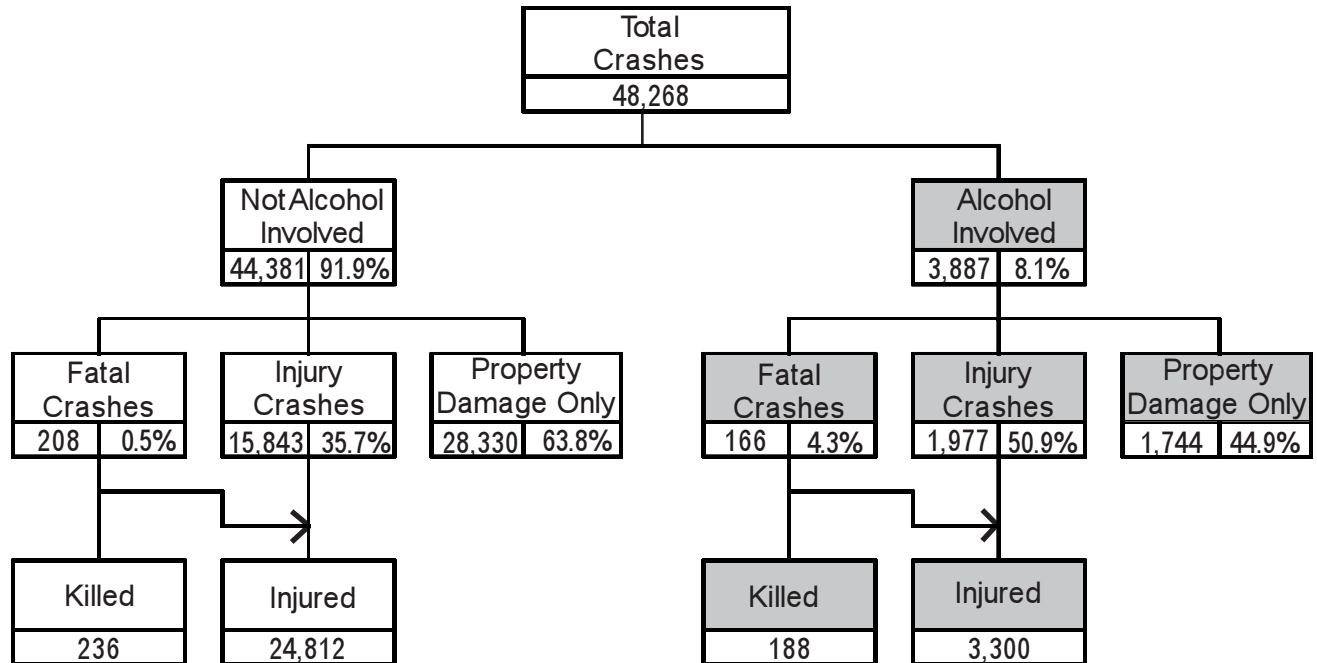 Total
Crashes
48,268
Not Alcohol
Involved
44,381 91.9%
Alcohol
Involved
3,887 8.1%
Fatal
Crashes
208 0.5%
Injury
Crashes
15,843 35.7%
Property
Damage Only
28,330 63.8%
Fatal
Crashes
166 4.3%
Injury
Crashes
1,977 50.9%
Property
Damage Only
1,744 44.9%
Killed
236
Injured
24,812
Killed
188
Injured
3,300